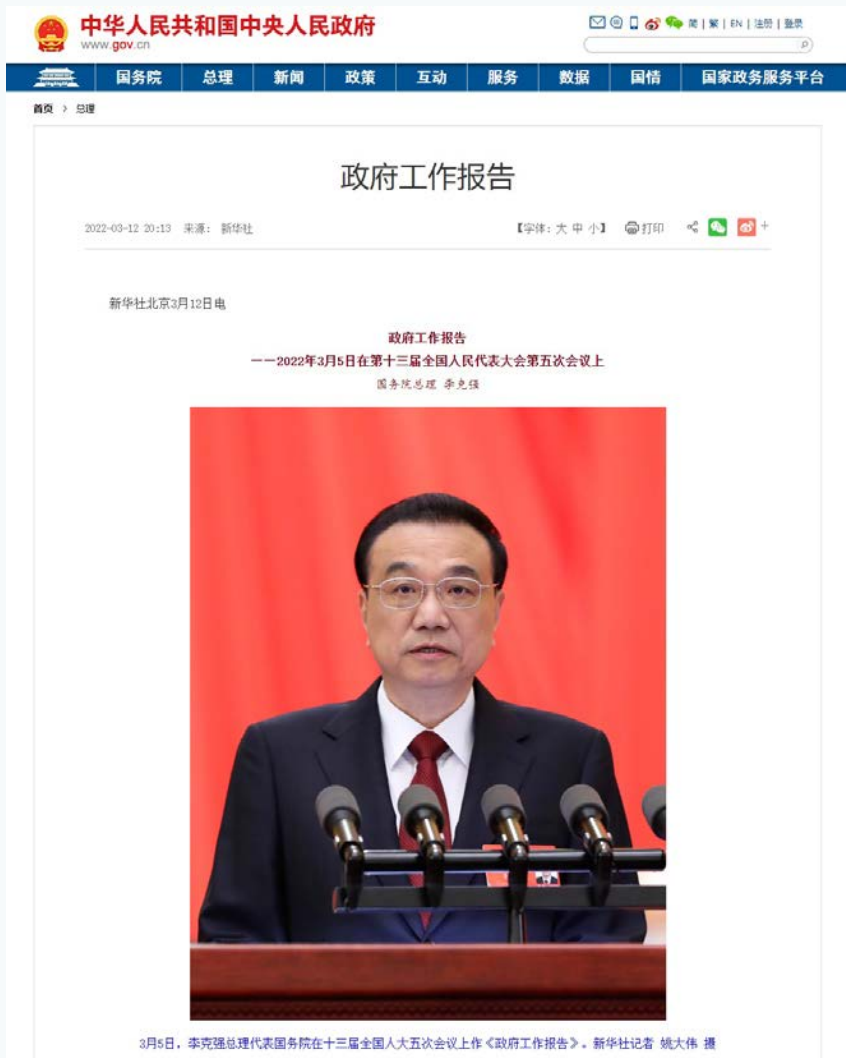 中华人民共和国中央人民政府
www.gov.cn
简 | 繁 | EN | 注册 | 登录
国务院 总理 新闻 政策 互动 服务 数据 国情 国家政务服务平台
首页 > 总理
政府工作报告
2022-03-12 20:13 来源: 新华社 【字体: 大 中 小】 打印
新华社北京3月12日电
政府工作报告
——2022年3月5日在第十三届全国人民代表大会第五次会议上
国务院总理 李克强
3月5日，李克强总理代表国务院在十三届全国人大五次会议上作《政府工作报告》。新华社记者 姚大伟 摄